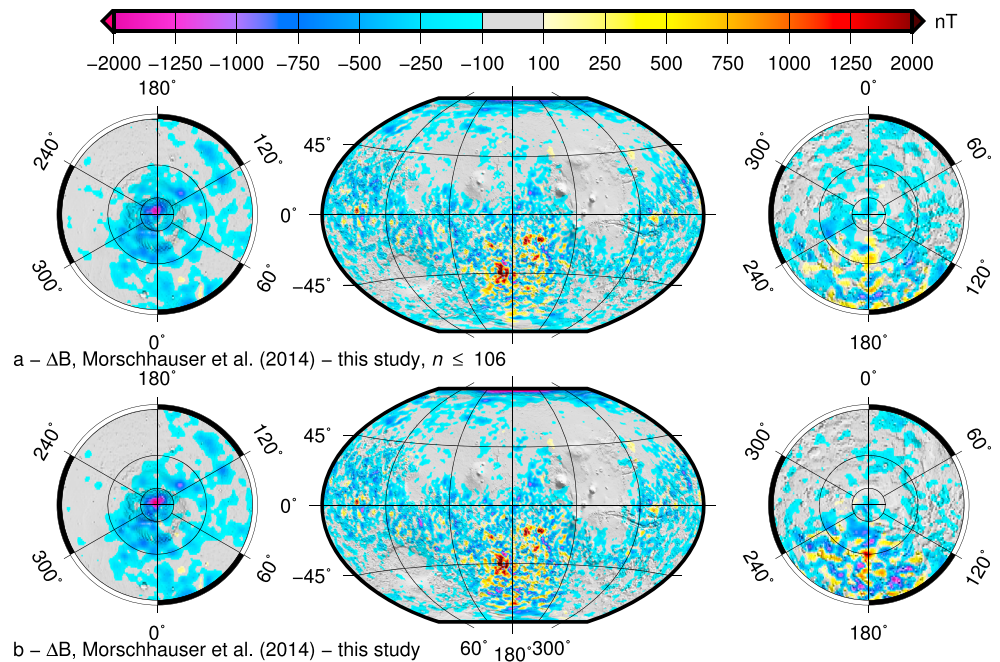 nT
−2000 −1250 −1000 −750 −500 −250 −100 100 250 500 750 1000 1250 2000
180° 0°
240° 120° 45° 300° 60°
0°
300° 60° −45° 240° 120°
0° 180°
a − ΔB, Morschhauser et al. (2014) − this study, n ≤ 106
180° 0°
240° 120° 45° 300° 60°
0°
300° 60° −45° 240° 120°
0° 180°
b − ΔB, Morschhauser et al. (2014) − this study 60° 180° 300°